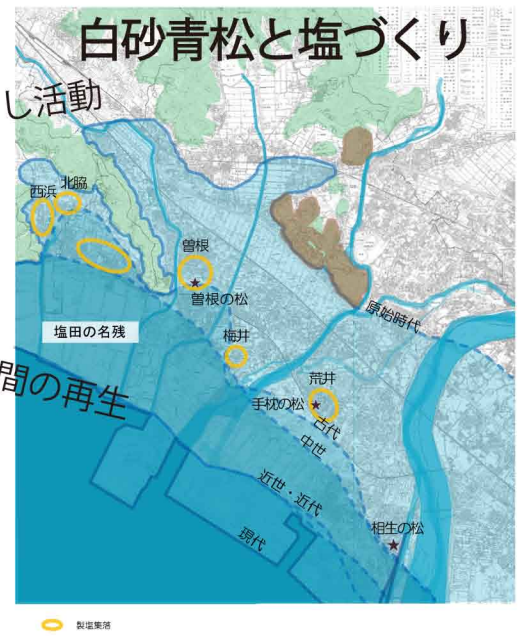 白砂青松と塩づくり
し活動
西浜
北脇
曽根
曽根の松
原始時代
塩田の名残
梅井
間の再生
荒井
手枕の松
古代
中世
近世・近代
相生の松
現代
製塩集落